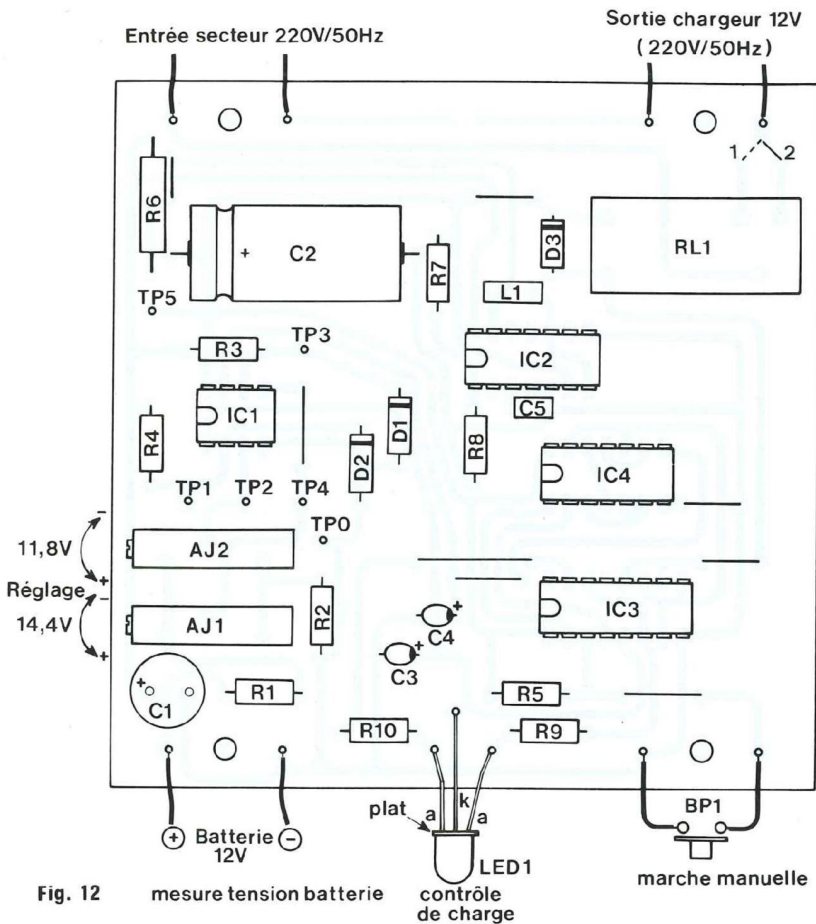 Entrée secteur 220V/50Hz
Sortie chargeur 12V
(220V/50Hz)
1 2
R6
+ C2
R7
D3
RL1
L1
TP5
R3
TP3
IC2
IC1
C5
R4
D1
R8
D2
IC4
TP1 TP2 TP4
TP0
-
11,8V
AJ2
+
Réglage
-
14,4V
AJ1
+
R2
IC3
+
C4
+
C3
+
C1
R1
R5
R10
R9
plat
a k a
BP1
+ Batterie -
12V
LED1
marche manuelle
Fig. 12 mesure tension batterie
contrôle
de charge